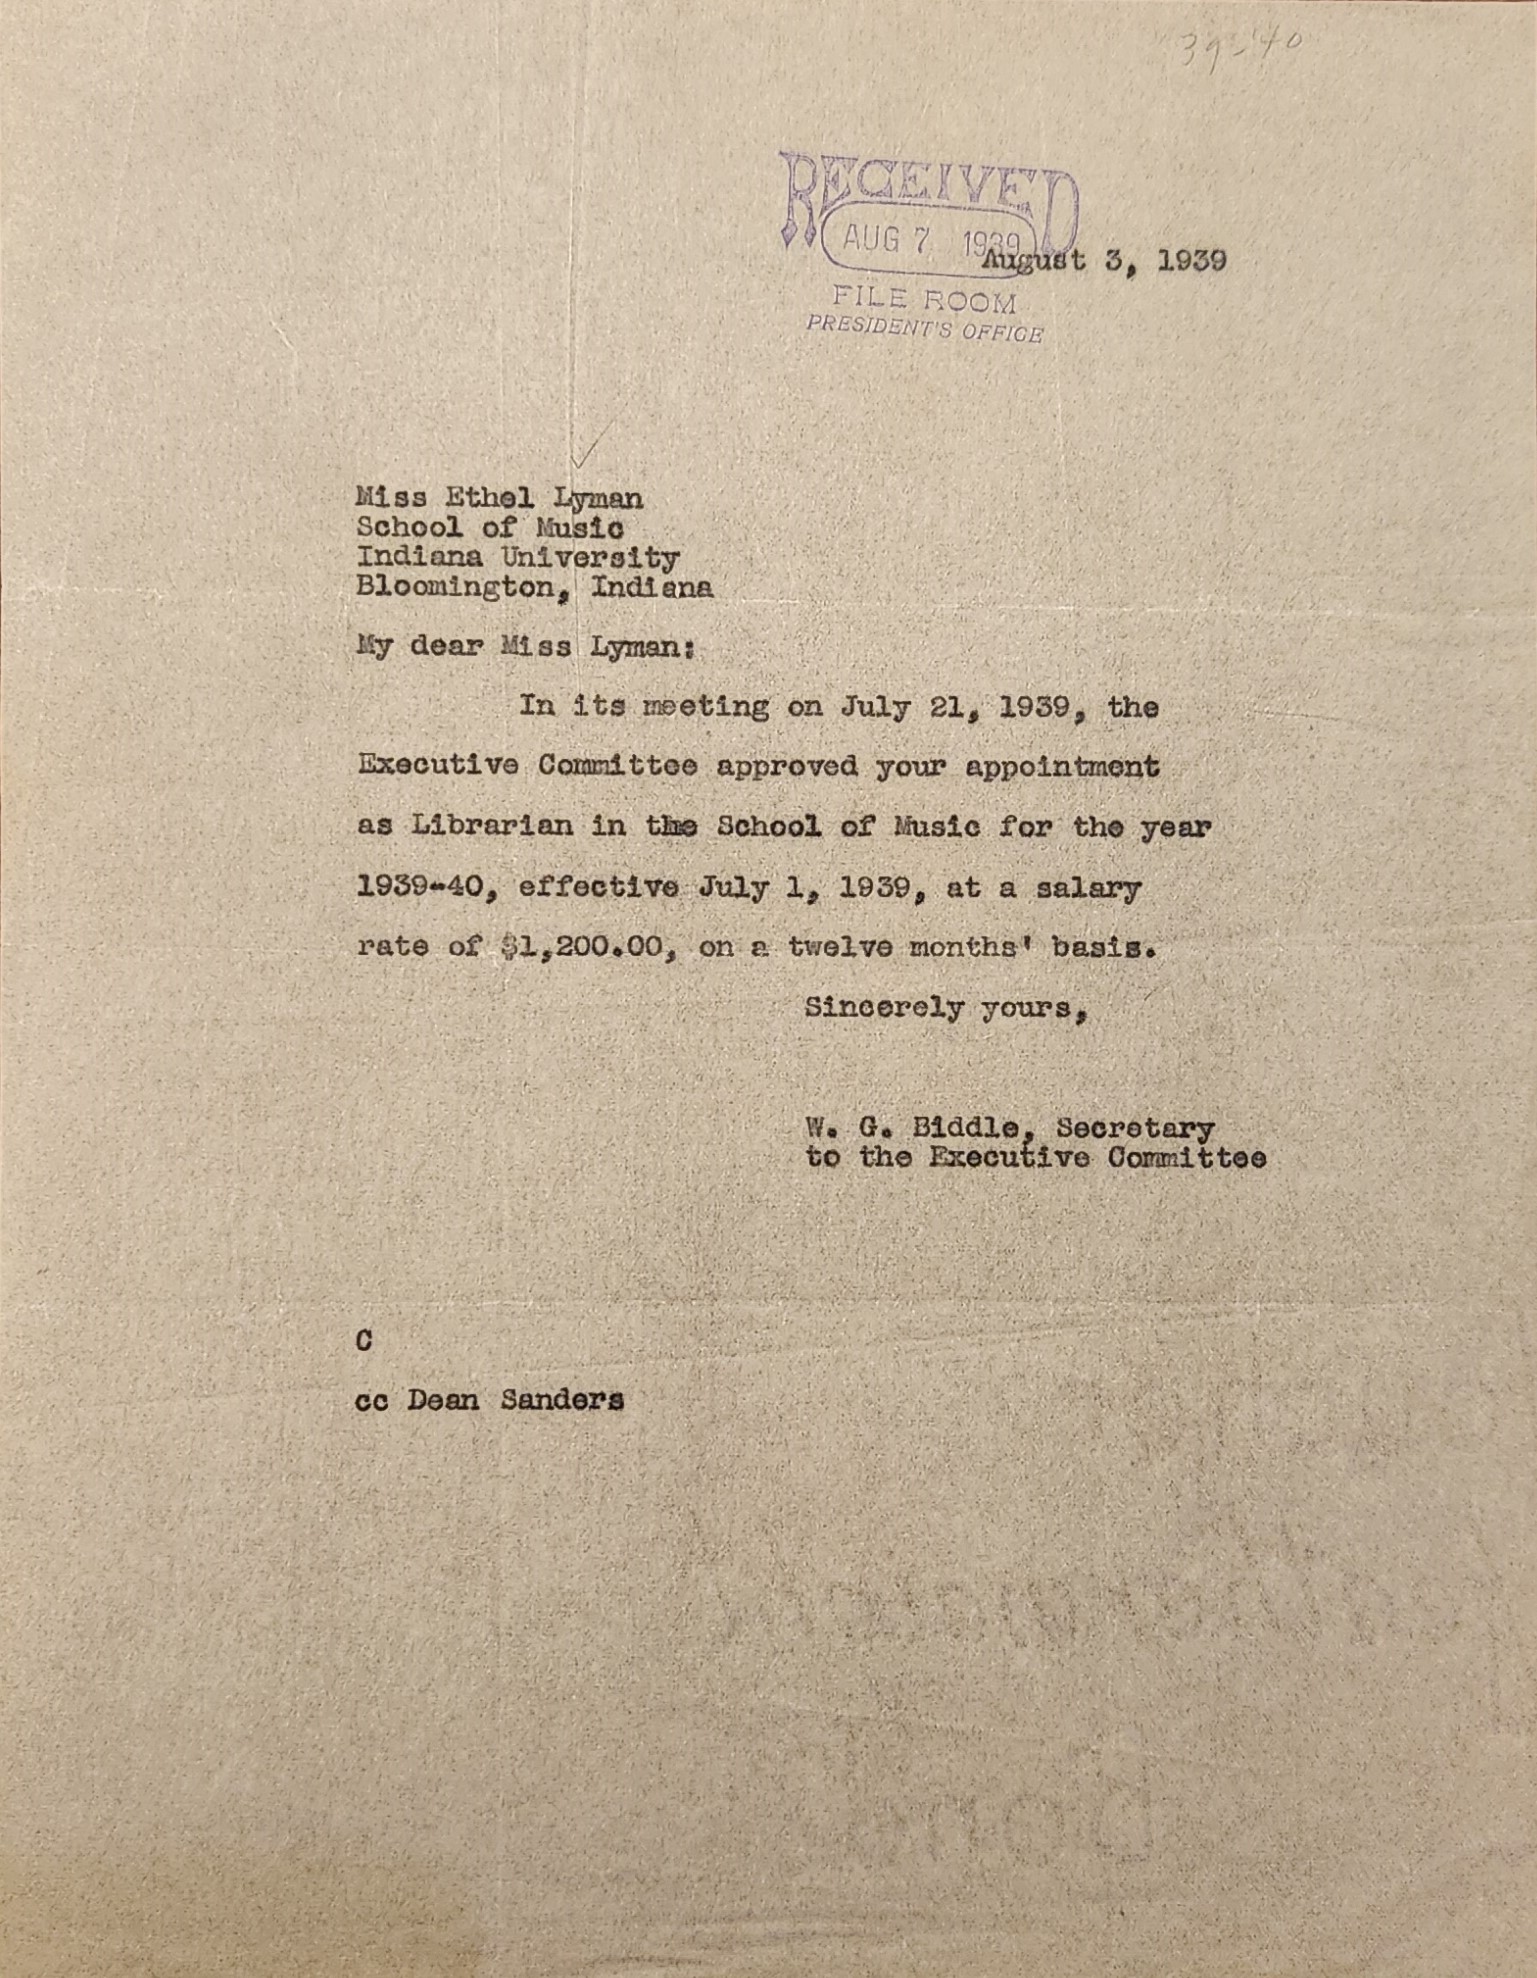 39-40
RECEIVED
AUG 7 1939
August 3, 1939
FILE ROOM
PRESIDENT'S OFFICE
Miss Ethel Lyman
School of Music
Indiana University
Bloomington, Indiana
My dear Miss Lyman:
In its meeting on July 21, 1939, the
Executive Committee approved your appointment
as Librarian in the School of Music for the year
1939-40, effective July 1, 1939, at a salary
rate of $1,200.00, on a twelve months' basis.
Sincerely yours,
W. G. Biddle, Secretary
to the Executive Committee
C
cc Dean Sanders